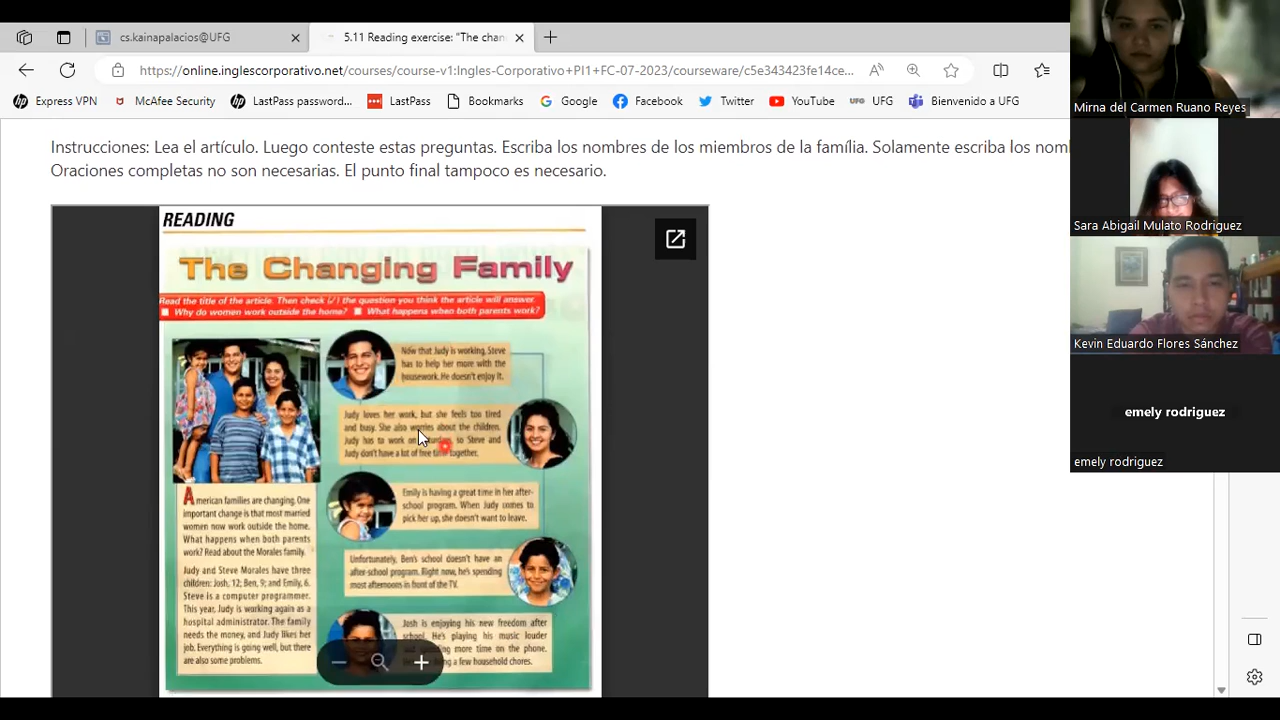 cs.kainapalacios@UFG
5.11 Reading exercise: "The chan
https://online.inglescorporativo.net/courses/course-v1:Ingles-Corporativo+PI1+FC-07-2023/courseware/c5e343423fe14ce...
Express VPN McAfee Security LastPass password... LastPass Bookmarks Google Facebook Twitter YouTube UFG Bienvenido a UFG
Instrucciones: Lea el artículo. Luego conteste estas preguntas. Escriba los nombres de los miembros de la família. Solamente escriba los nom
Oraciones completas no son necesarias. El punto final tampoco es necesario.
READING
The Changing Family
Read the title of the article. Then check (✓) the question you think the article will answer.
Why do women work outside the home? What happens when both parents work?
Now that Judy is working, Steve
has to help her more with the
housework. He doesn't enjoy it.
Judy loves her work, but she feels too tired
and busy. She also worries about the children.
Judy has to work on so Steve and
Judy don't have a lot of free time together.
Emily is having a great time in her after-
school program. When Judy comes to
pick her up, she doesn't want to leave.
Unfortunately, Ben's school doesn't have an
after-school program. Right now, he's spending
most afternoons in front of the TV.
Josh is enjoying his new freedom after
school. He's playing his music louder
more time on the phone.
a few household chores.
American families are changing. One
important change is that most married
women now work outside the home.
What happens when both parents
work? Read about the Morales family.
Judy and Steve Morales have three
children: Josh, 12; Ben, 9; and Emily, 6.
Steve is a computer programmer.
This year, Judy is working again as a
hospital administrator. The family
needs the money, and Judy likes her
job. Everything is going well, but there
are also some problems.
Mirna del Carmen Ruano Reyes
Sara Abigail Mulato Rodriguez
Kevin Eduardo Flores Sánchez
emely rodriguez
emely rodriguez